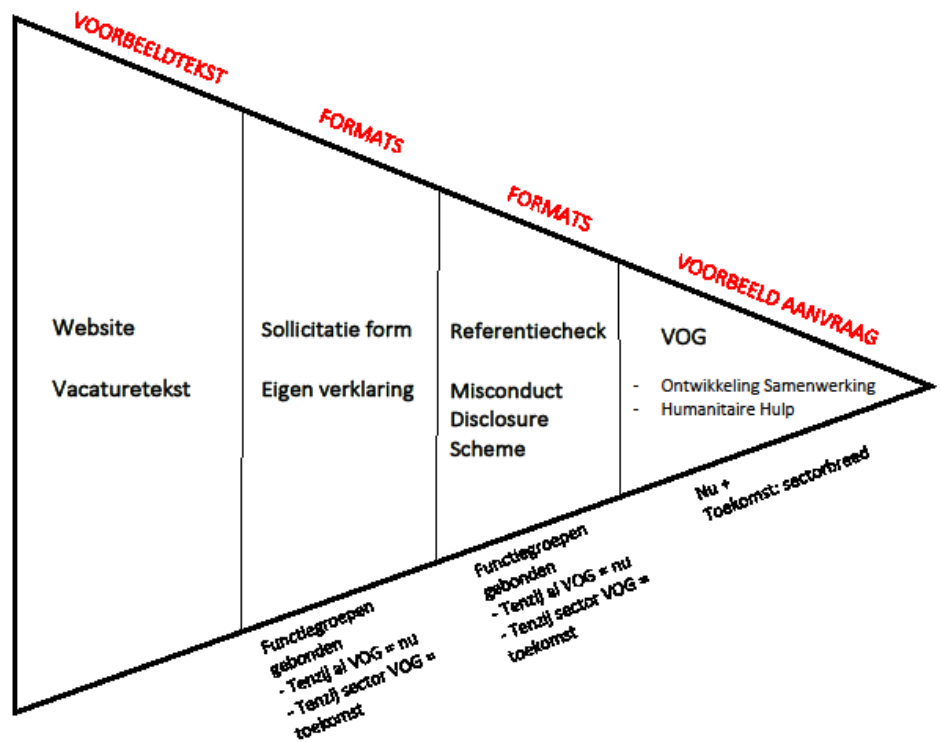 VOORBEELDTEKST
FORMATS
FORMATS
VOORBEELD AANVRAAG
Website
Vacaturetekst
Sollicitatie form
Eigen verklaring
Referentiecheck
Misconduct
Disclosure
Scheme
VOG
- Ontwikkeling Samenwerking
- Humanitaire Hulp
Functiegroepen
gebonden
- Tenzij al VOG = nu
- Tenzij sector VOG =
toekomst
Functiegroepen
gebonden
- Tenzij al VOG = nu
- Tenzij sector VOG =
toekomst
Nu +
Toekomst: sectorbreed